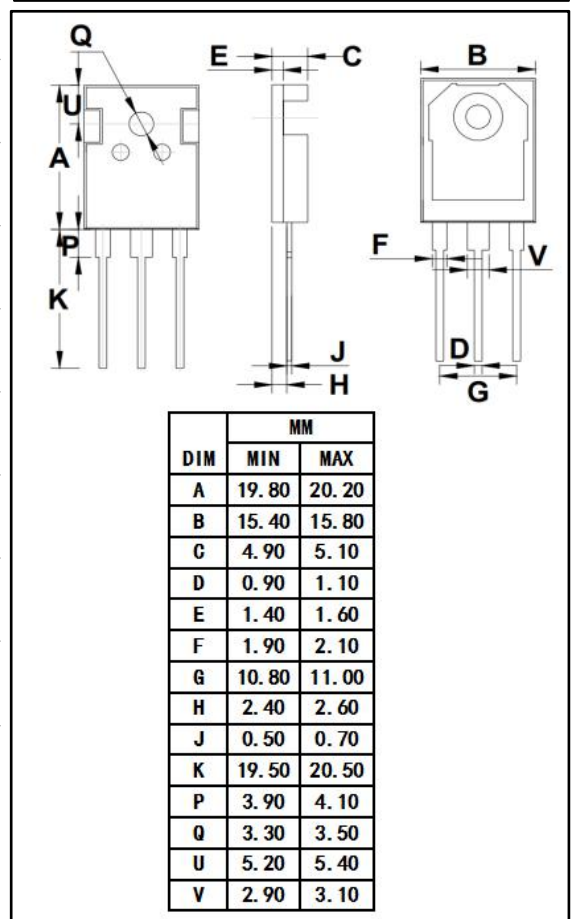 Q
E C B
U
A
P
K
F V
J D
H G
MM
DIM MIN MAX
A 19.80 20.20
B 15.40 15.80
C 4.90 5.10
D 0.90 1.10
E 1.40 1.60
F 1.90 2.10
G 10.80 11.00
H 2.40 2.60
J 0.50 0.70
K 19.50 20.50
P 3.90 4.10
Q 3.30 3.50
U 5.20 5.40
V 2.90 3.10